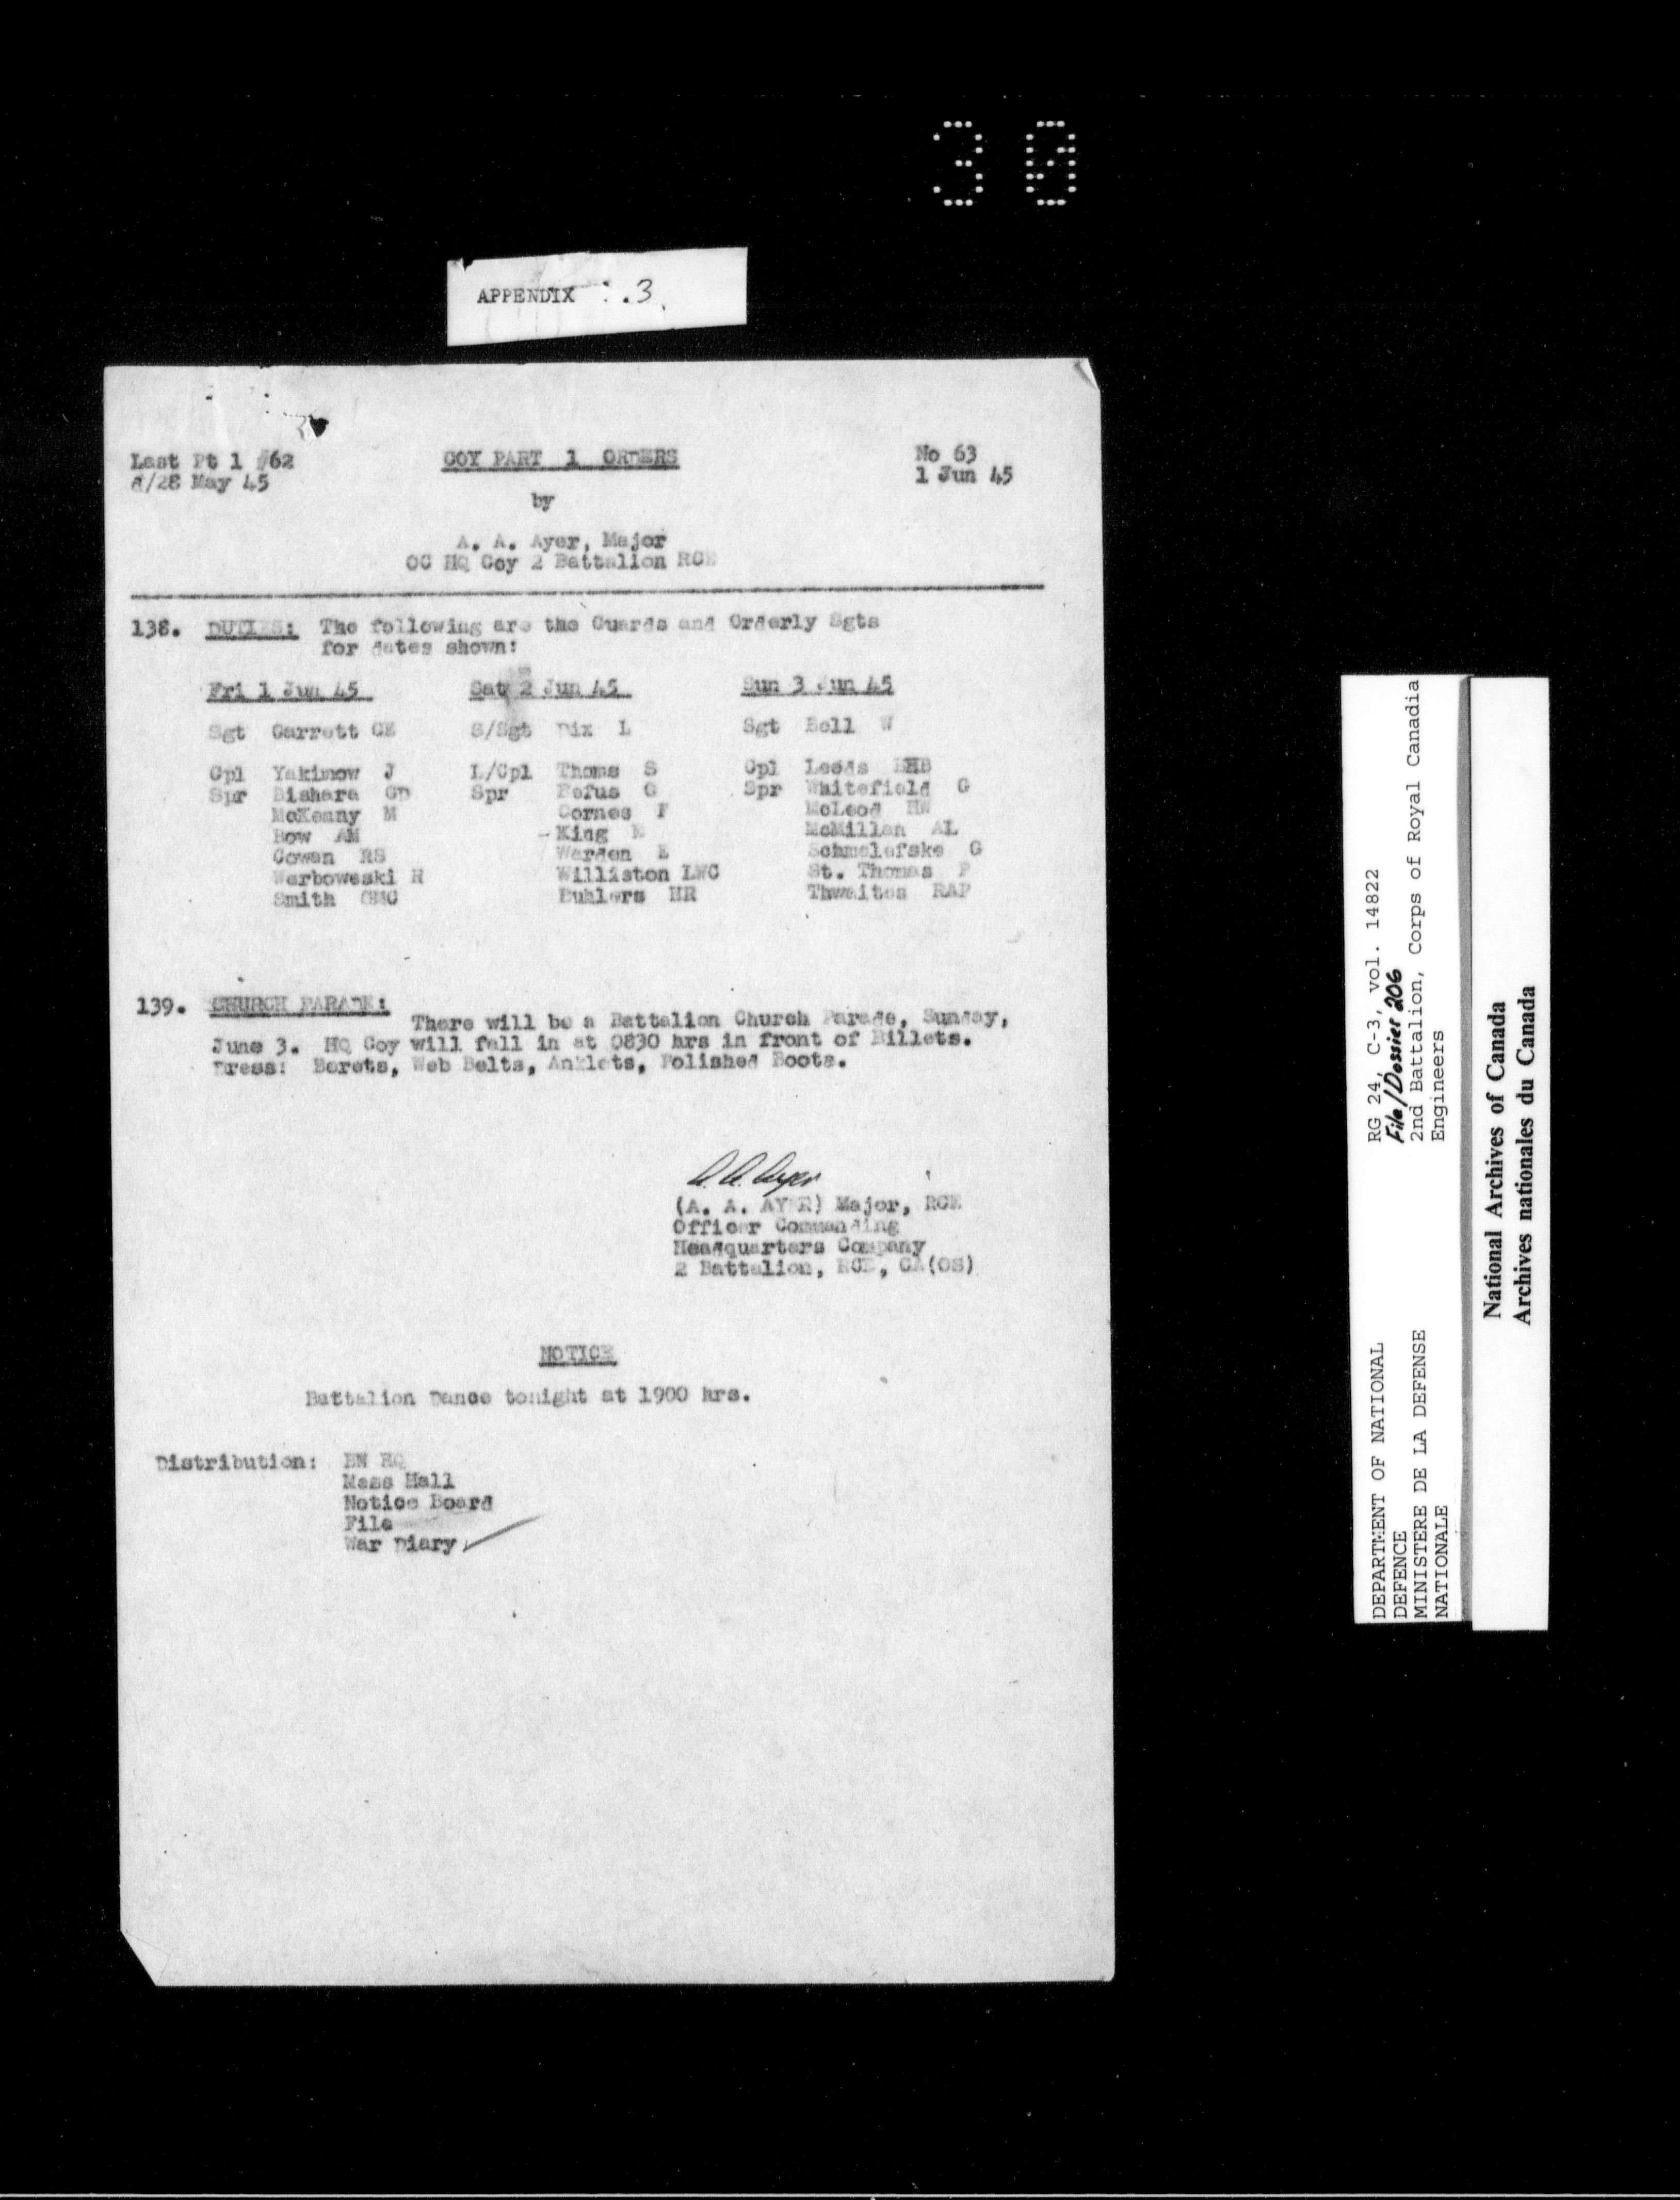 30
APPENDIX : .3
Last Pt 1 #62
d/28 May 45
COY PART 1 ORDERS
No 63
1 Jun 45
by
A. A. Ayer, Major
OC HQ Coy 2 Battalion RCE
138. DUTIES: The following are the Guards and Orderly Sgts
for dates shown:
Fri 1 Jun 45 Sat 2 Jun 45 Sun 3 Jun 45
Sgt Garrett CE S/Sgt Dix L Sgt Bell W
Cpl Yakimow J L/Cpl Thoms S Cpl Leeds
Spr Bishara GD Spr Befus G Spr Whitefield G
McKenny M Cornes F McLeod HW
Bow AM - King McMillan AL
Cowan RS Warden Schmelefske G
Werboweski H Williston LWC St. Thomas P
Smith Buhlers HR Thwaites RAP
139. CHURCH PARADE:
There will be a Battalion Church Parade, Sunday,
June 3. HQ Coy will fall in at 0830 hrs in front of Billets.
Dress: Berets, Web Belts, Anklets, Polished Boots.
A. A. Ayer
(A. A. AYER) Major, RCE
Officer Commanding
Headquarters Company
2 Battalion, RCE, CA(OS)
NOTICE
Battalion Dance tonight at 1900 hrs.
Distribution: BN HQ
Mess Hall
Notice Board
File
War Diary
DEPARTMENT OF NATIONAL
DEFENCE
MINISTERE DE LA DEFENSE
NATIONALE
RG 24, C-3, vol. 14822
File/Dossier 206
2nd Battalion, Corps of Royal Canadia
Engineers
National Archives of Canada
Archives nationales du Canada